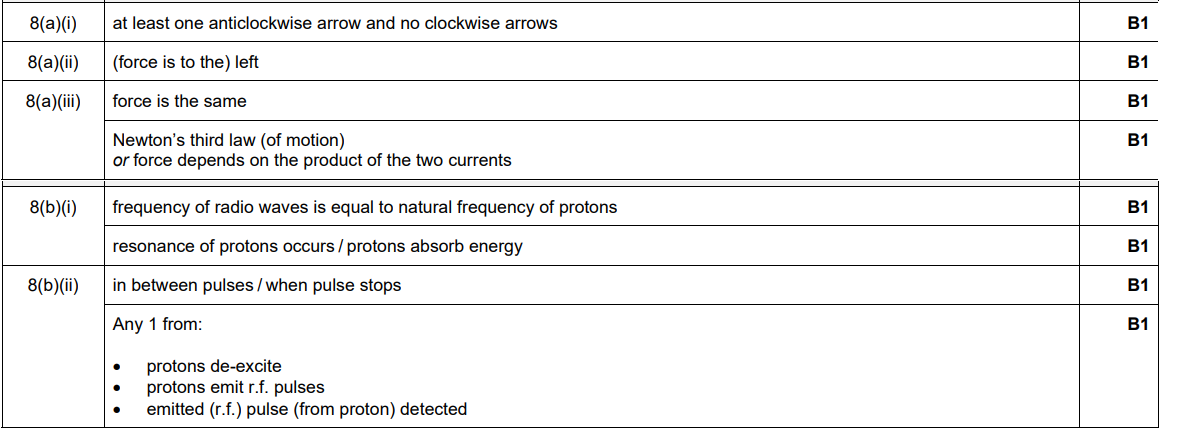 8(a)(i) at least one anticlockwise arrow and no clockwise arrows B1
8(a)(ii) (force is to the) left B1
8(a)(iii) force is the same B1
Newton’s third law (of motion) B1
or force depends on the product of the two currents
8(b)(i) frequency of radio waves is equal to natural frequency of protons B1
resonance of protons occurs / protons absorb energy B1
8(b)(ii) in between pulses / when pulse stops B1
Any 1 from: B1
• protons de-excite
• protons emit r.f. pulses
• emitted (r.f.) pulse (from proton) detected